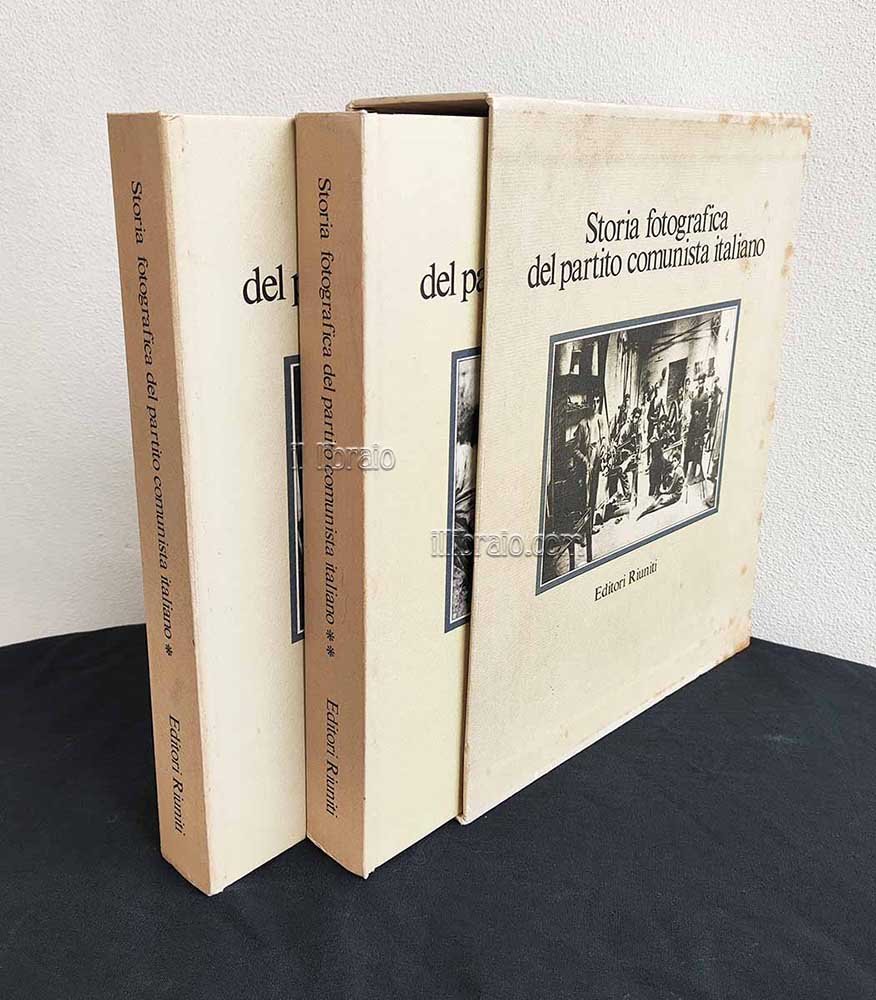 Storia fotografica del partito comunista italiano *
Editori Riuniti
del
Storia fotografica del partito comunista italiano **
Editori Riuniti
del pa
Storia fotografica
del partito comunista italiano
Editori Riuniti
il libraio
illibraio.com